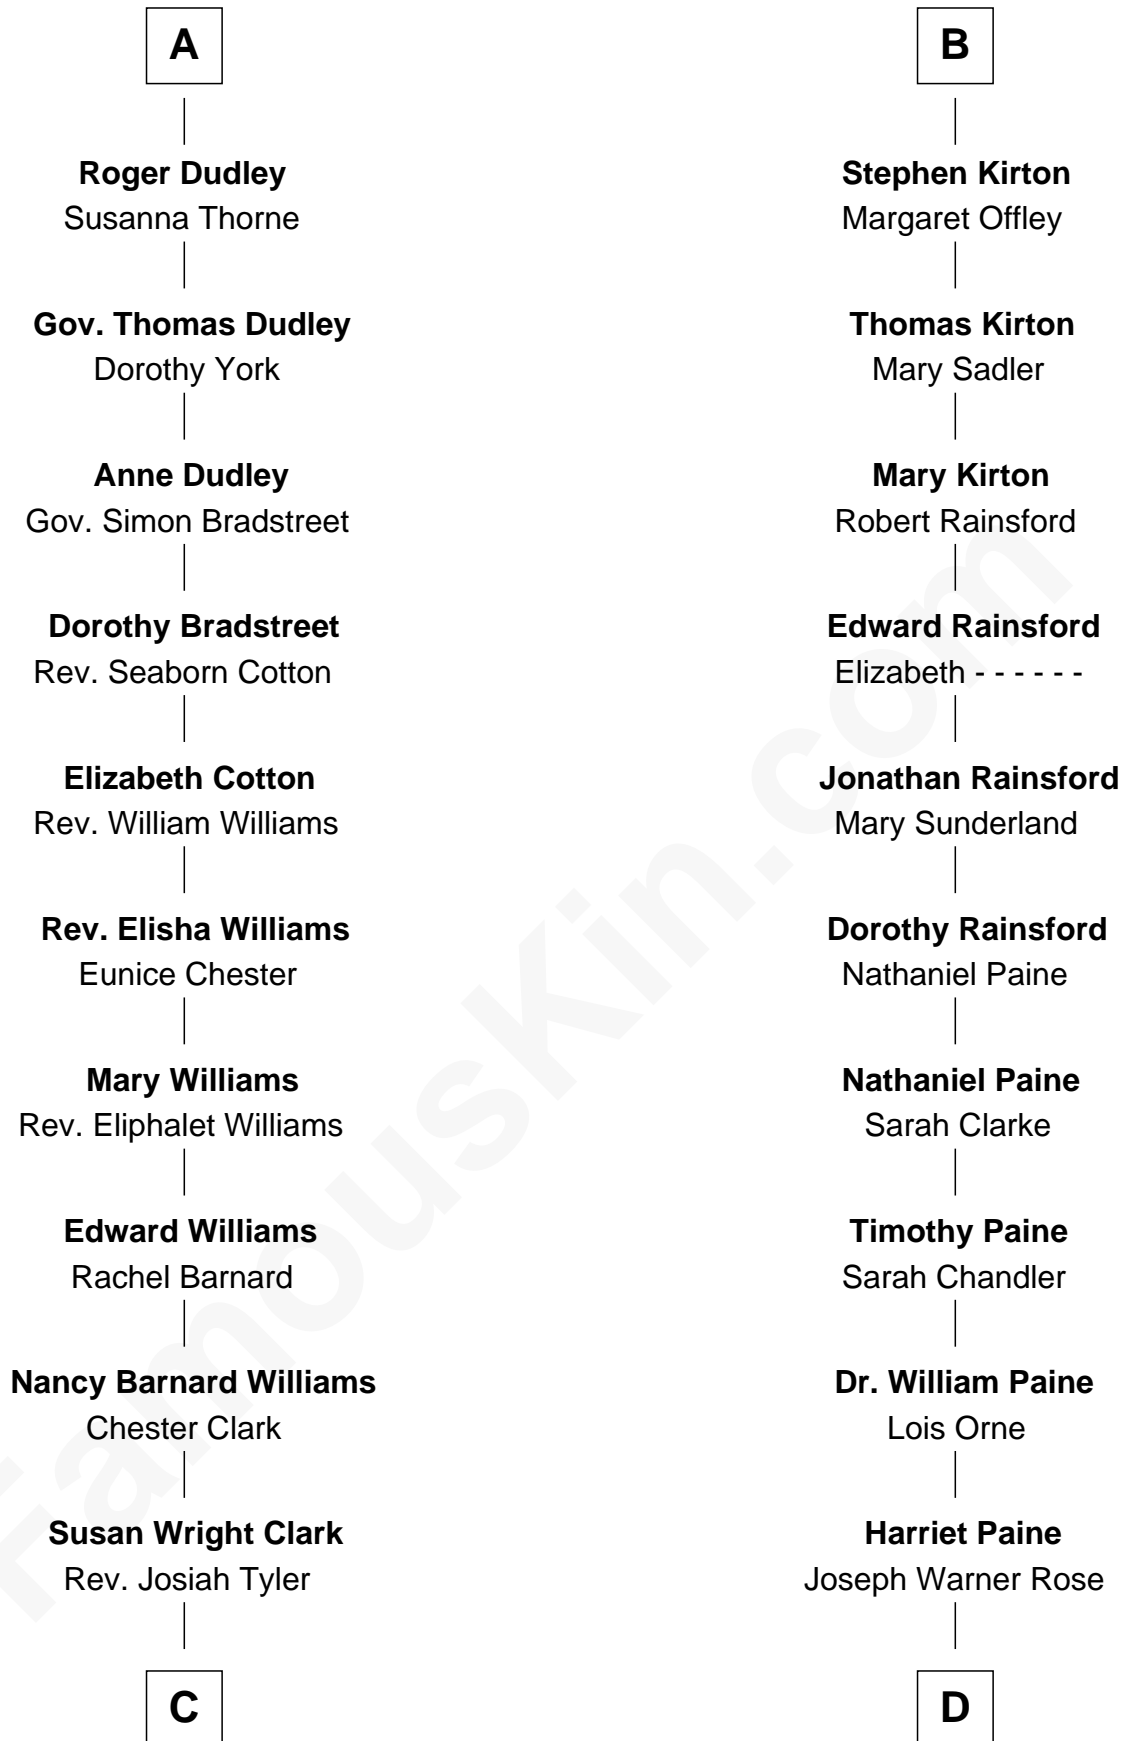 A
Roger Dudley
Susanna Thorne
Gov. Thomas Dudley
Dorothy York
Anne Dudley
Gov. Simon Bradstreet
Dorothy Bradstreet
Rev. Seaborn Cotton
Elizabeth Cotton
Rev. William Williams
Rev. Elisha Williams
Eunice Chester
Mary Williams
Rev. Eliphalet Williams
Edward Williams
Rachel Barnard
Nancy Barnard Williams
Chester Clark
Susan Wright Clark
Rev. Josiah Tyler
C
B
Stephen Kirton
Margaret Offley
Thomas Kirton
Mary Sadler
Mary Kirton
Robert Rainsford
Edward Rainsford
Elizabeth - - - - - -
Jonathan Rainsford
Mary Sunderland
Dorothy Rainsford
Nathaniel Paine
Nathaniel Paine
Sarah Clarke
Timothy Paine
Sarah Chandler
Dr. William Paine
Lois Orne
Harriet Paine
Joseph Warner Rose
D
FamousKin.com